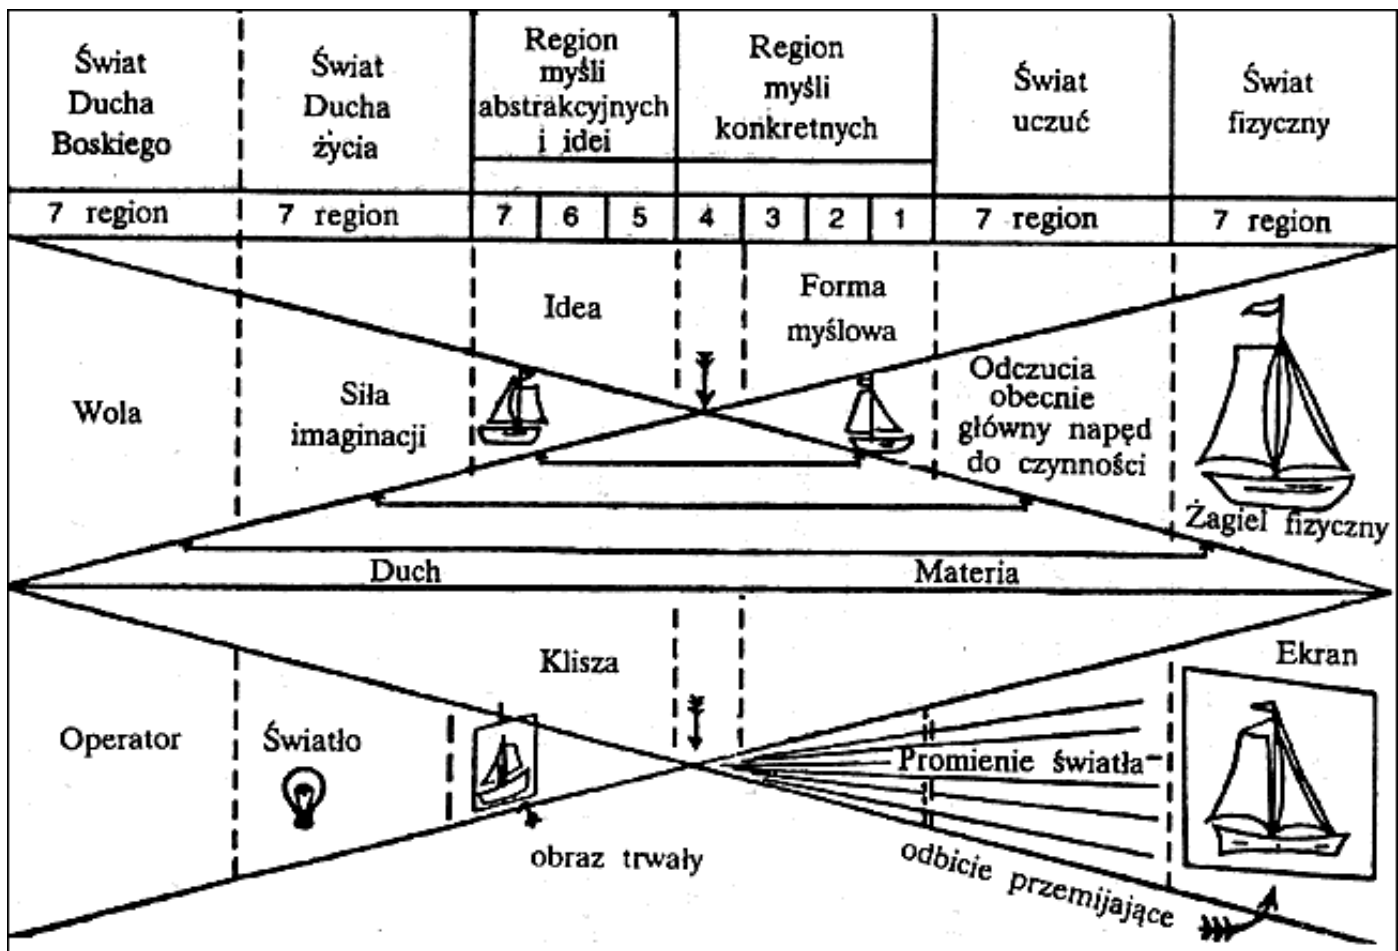 Świat
Ducha
Boskiego
Świat
Ducha
życia
Region
myśli
abstrakcyjnych
i idei
Region
myśli
konkretnych
Świat
uczuć
Świat
fizyczny
7 region
7 region
7
6
5
4
3
2
1
7 region
7 region
Wola
Siła
imaginacji
Idea
Forma
myślowa
Odczucia
obecnie
główny napęd
do czynności
Żagiel fizyczny
Duch
Materia
Operator
Światło
Klisza
obraz trwały
Promienie światła
odbicie przemijające
Ekran